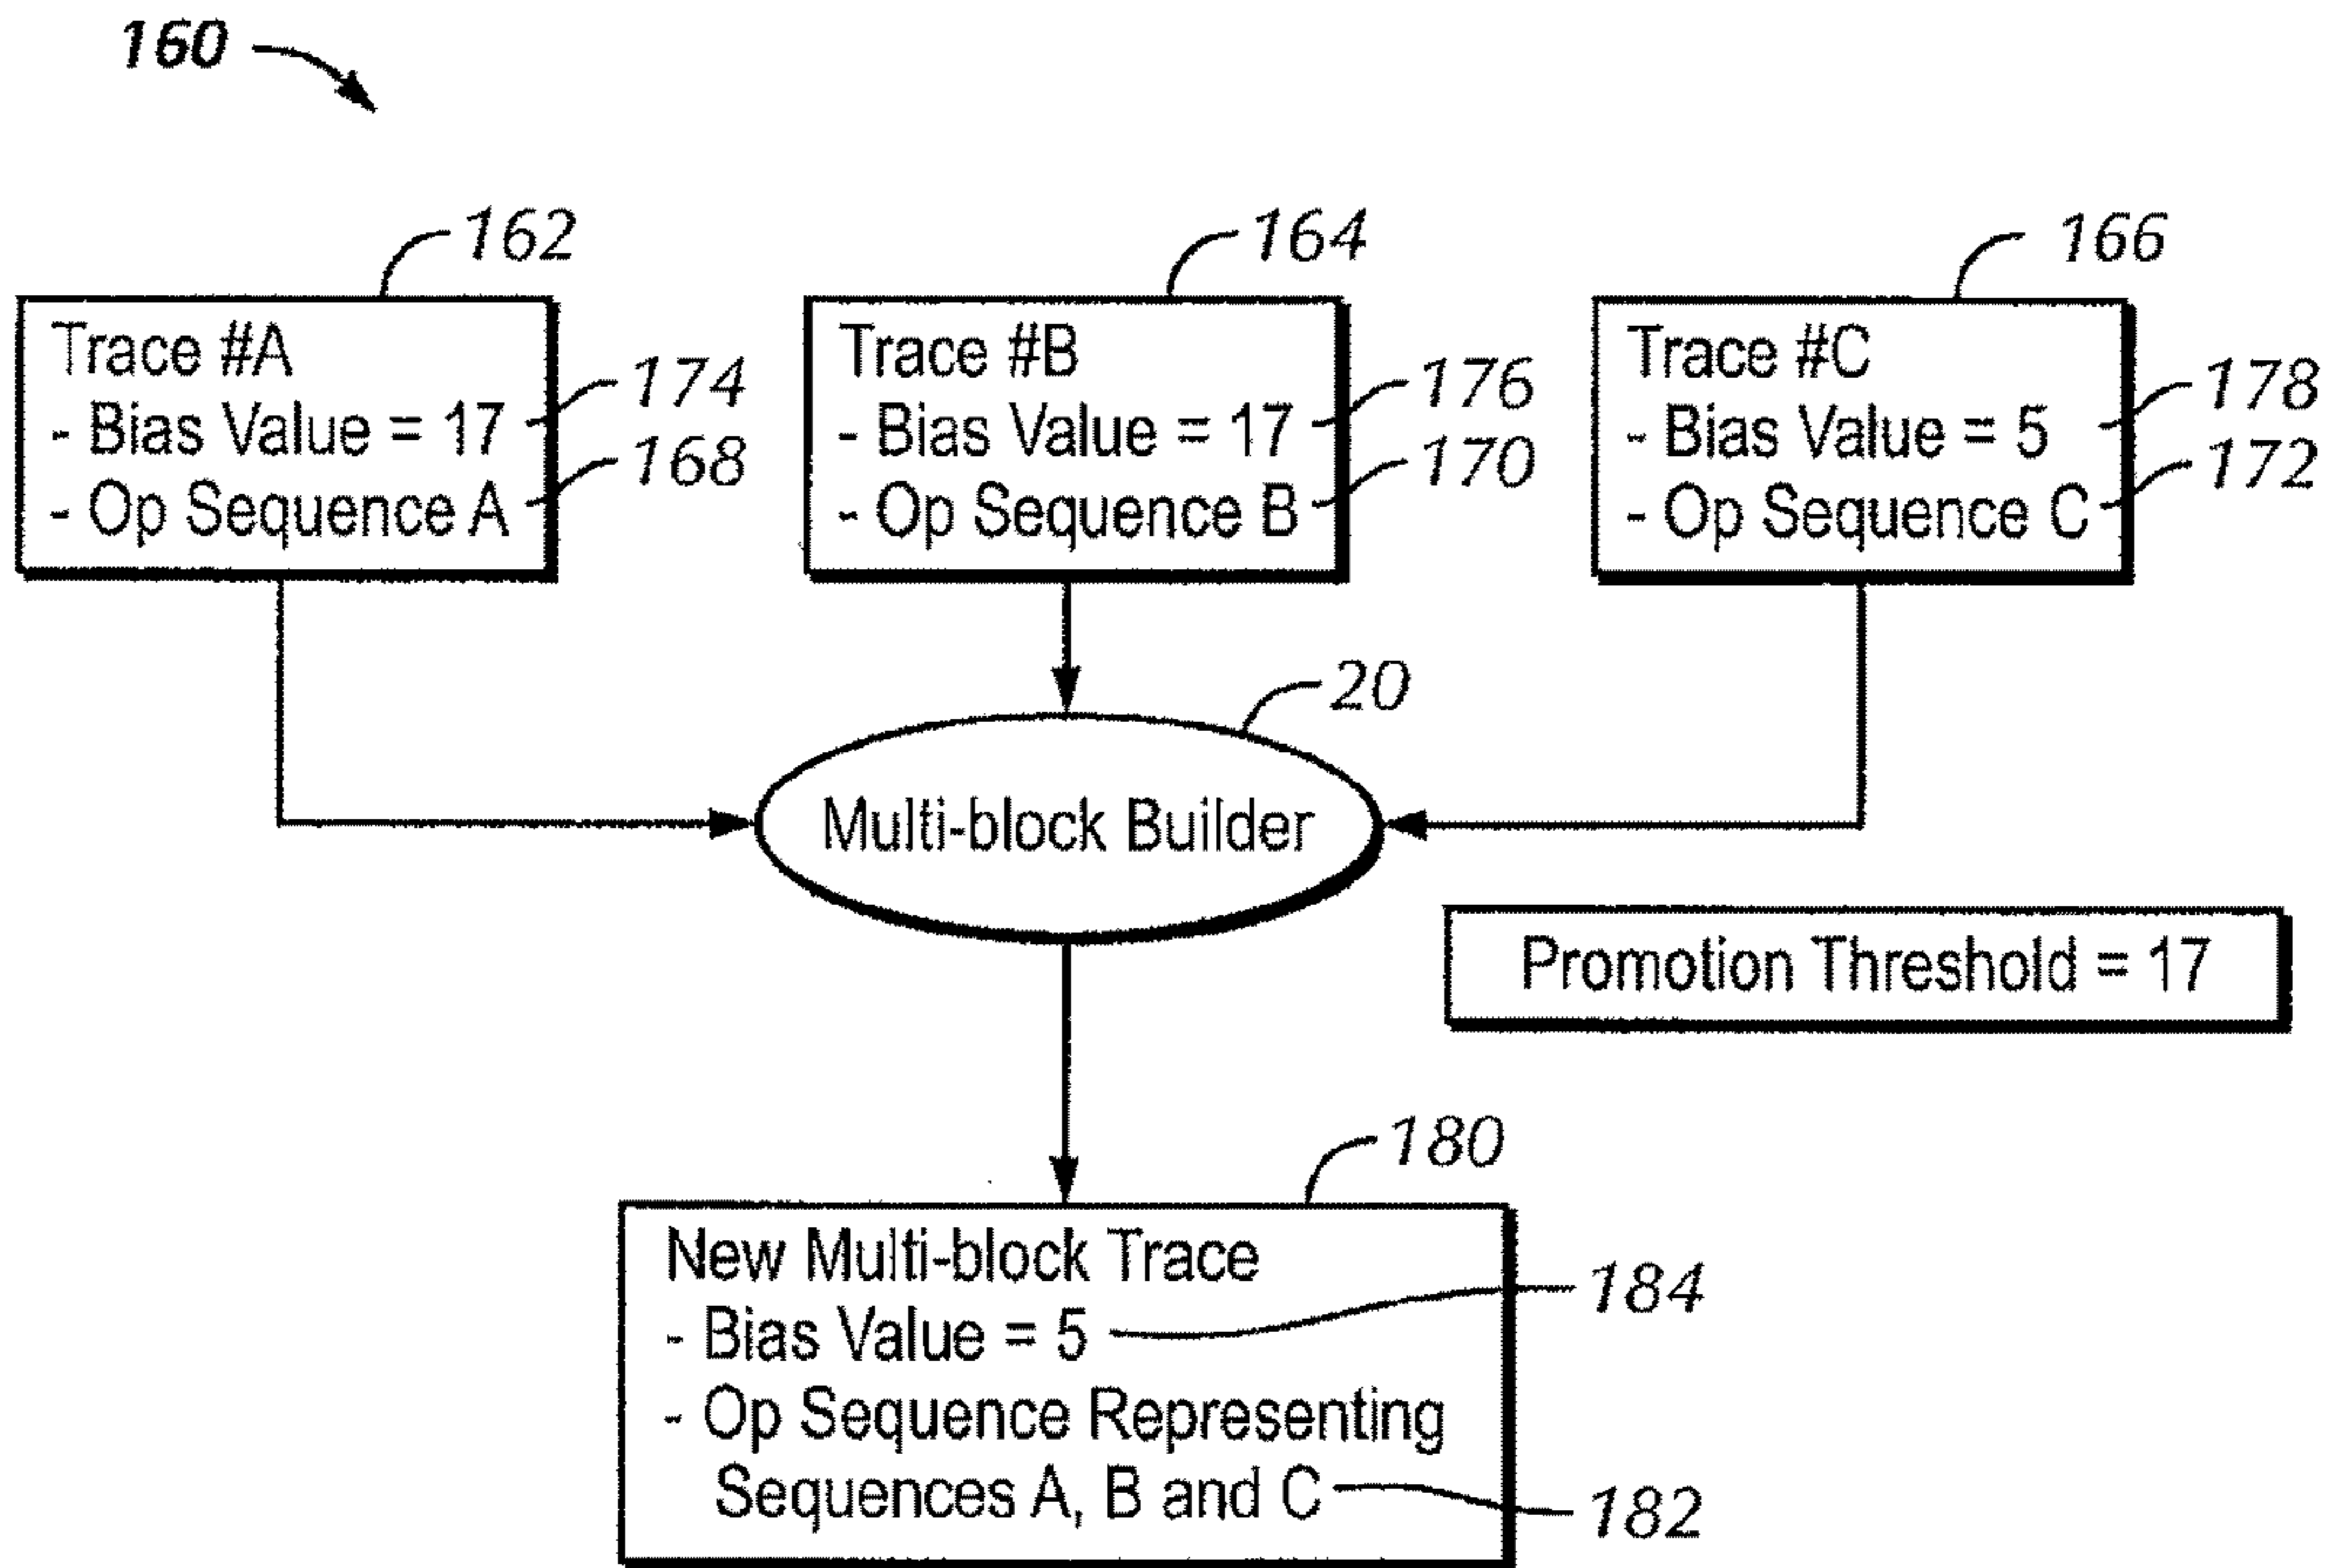 160
162
164
166
Trace #A
- Bias Value = 17
- Op Sequence A
174
168
Trace #B
- Bias Value = 17
- Op Sequence B
176
170
Trace #C
- Bias Value = 5
- Op Sequence C
178
172
20
Multi-block Builder
Promotion Threshold = 17
180
New Multi-block Trace
- Bias Value = 5
- Op Sequence Representing
Sequences A, B and C
184
182